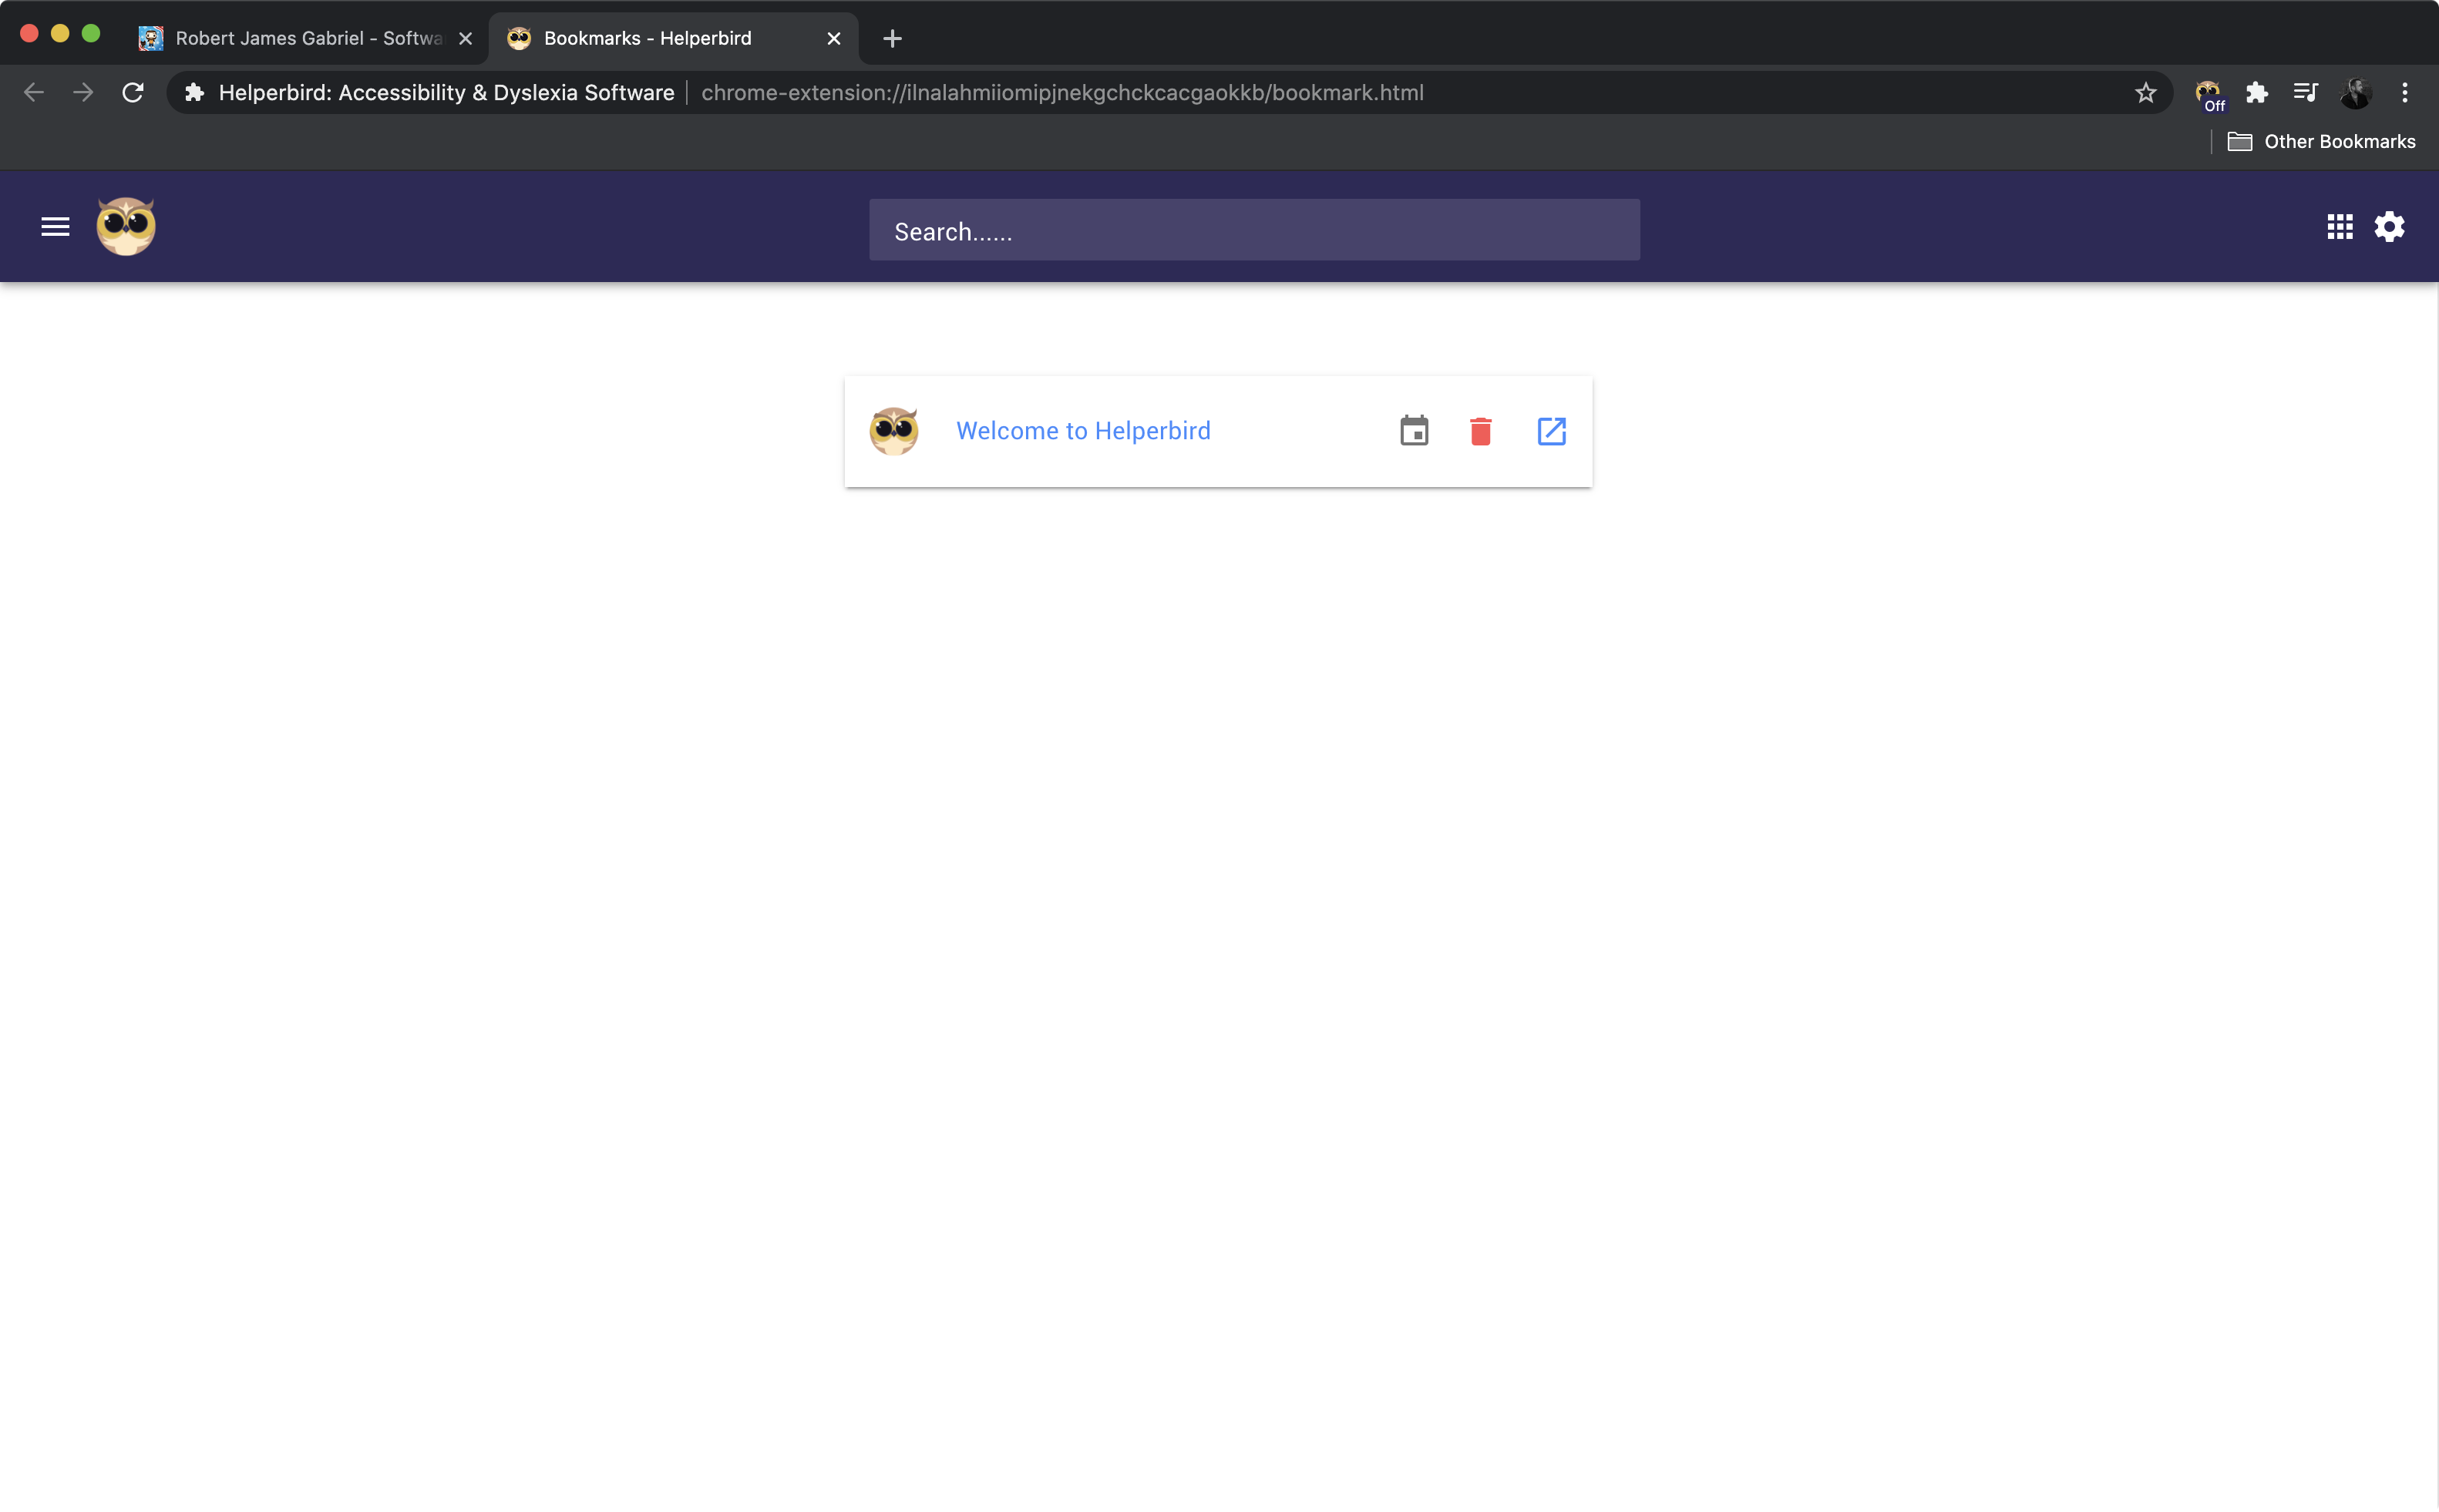 Robert James Gabriel - Softwa
Bookmarks - Helperbird
Helperbird: Accessibility & Dyslexia Software
chrome-extension://ilnalahmiiomipjnekgchckcacgaokkb/bookmark.html
Off
Other Bookmarks
Search......
Welcome to Helperbird